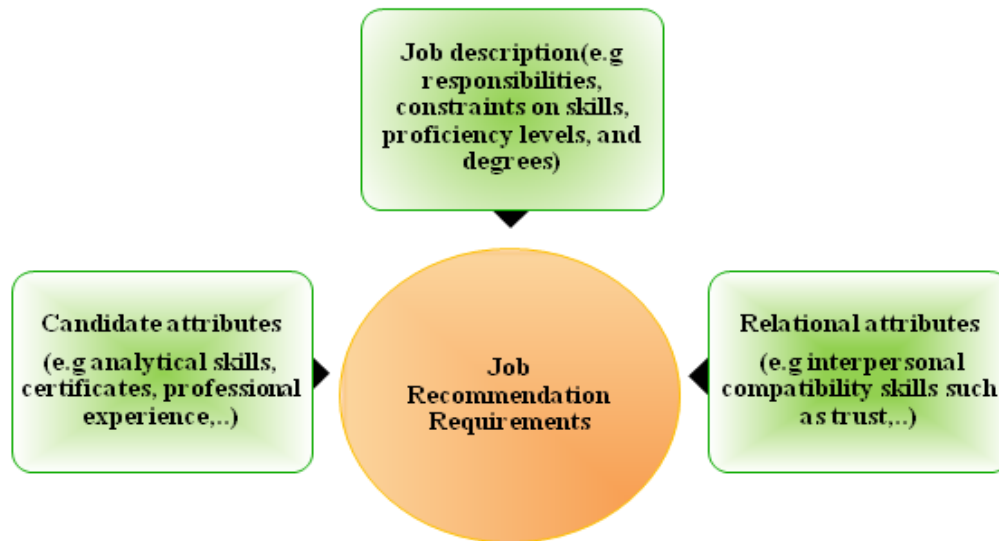 Job description(e.g
responsibilities,
constraints on skills,
proficiency levels, and
degrees)
Candidate attributes
(e.g analytical skills,
certificates, professional
experience,..)
Job
Recommendation
Requirements
Relational attributes
(e.g interpersonal
compatibility skills such
as trust,..)